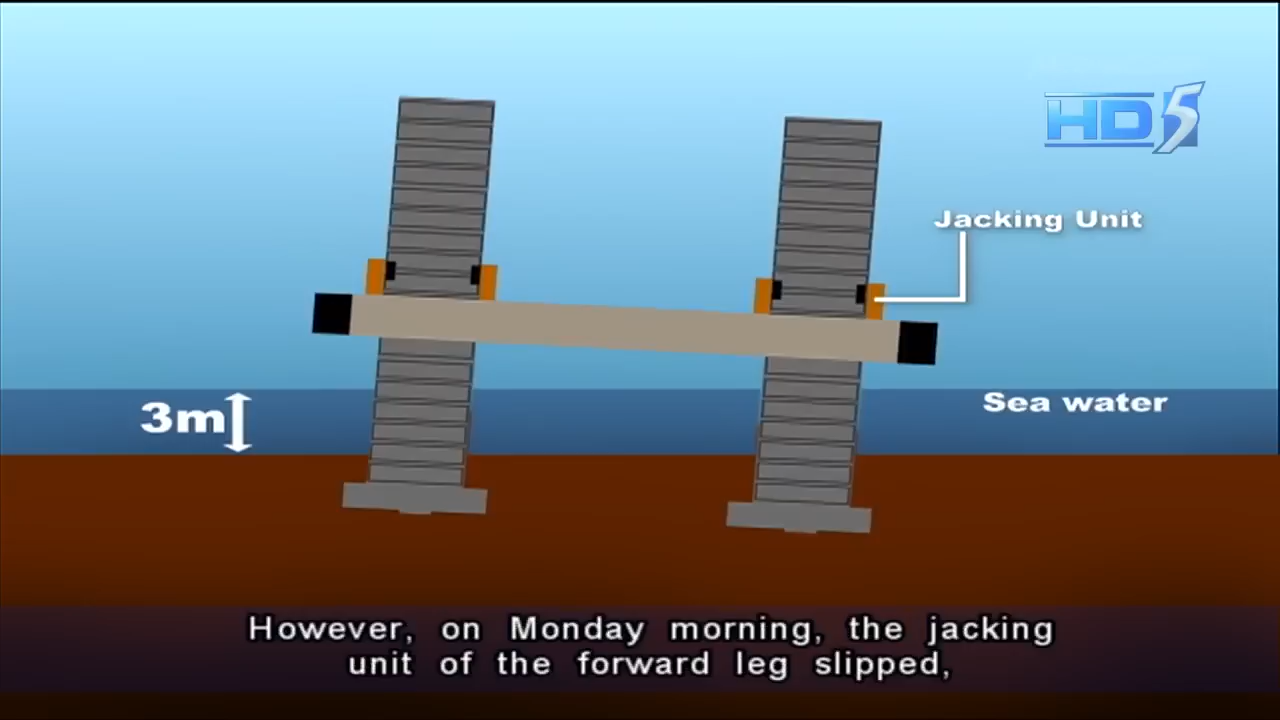 HD5
Jacking Unit
3m
Sea water
However, on Monday morning, the jacking
unit of the forward leg slipped,